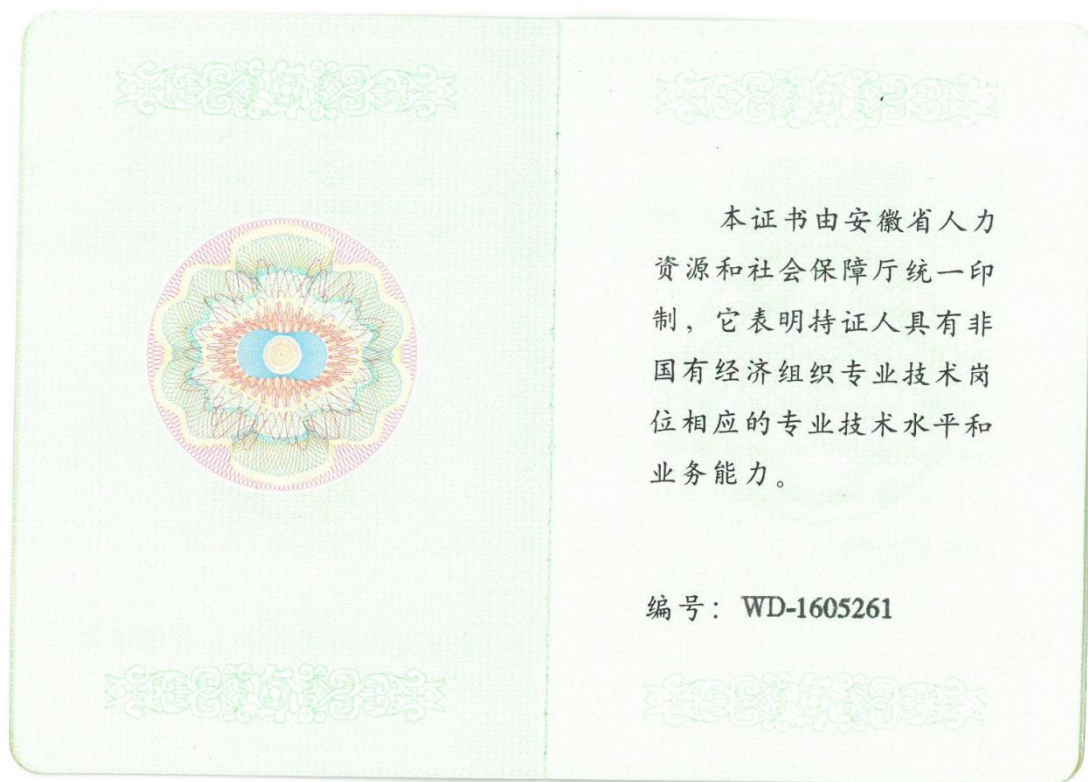 本证书由安徽省人力
资源和社会保障厅统一印
制，它表明持证人具有非
国有经济组织专业技术岗
位相应的专业技术水平和
业务能力。
编号：WD-1605261